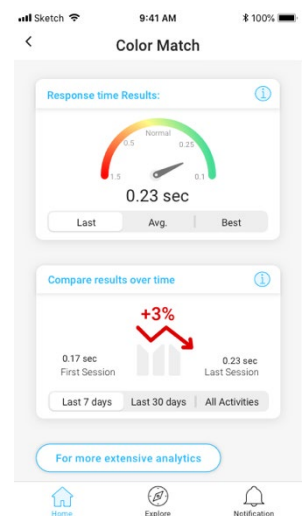 Sketch 9:41 AM 100%
Color Match
Response time Results:
Normal
0.5 0.25
1.5 0.1
0.23 sec
Last Avg. Best
Compare results over time
+3%
0.17 sec 0.23 sec
First Session Last Session
Last 7 days Last 30 days All Activities
For more extensive analytics
Home Explore Notification